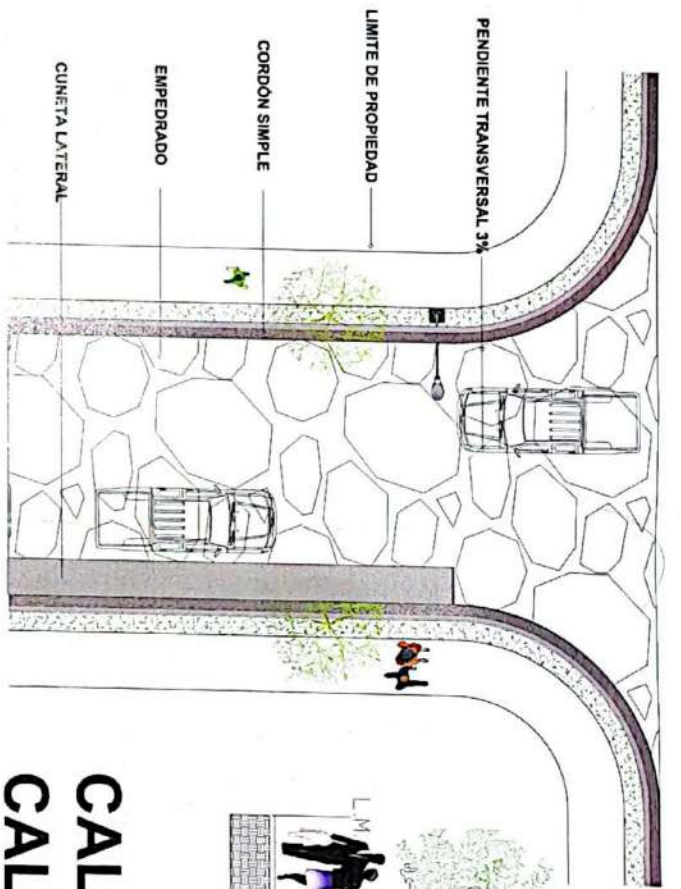 PENDIENTE TRANSVERSAL 3%
LIMITE DE PROPIEDAD
CORDÓN SIMPLE
EMPEDRADO
CUNETA LATERAL
L.M
CAL
CAL